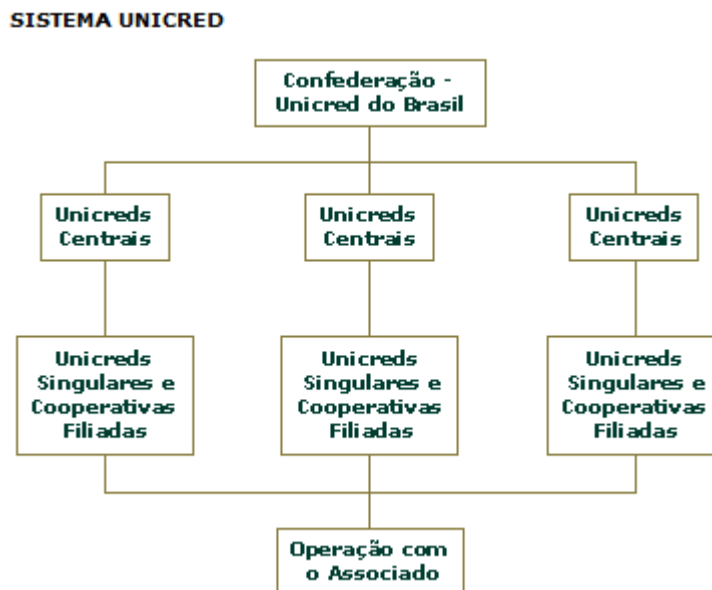 SISTEMA UNICRED
Confederação -
Unicred do Brasil
Unicreds
Centrais
Unicreds
Centrais
Unicreds
Centrais
Unicreds
Singulares e
Cooperativas
Filiadas
Unicreds
Singulares e
Cooperativas
Filiadas
Unicreds
Singulares e
Cooperativas
Filiadas
Operação com
o Associado